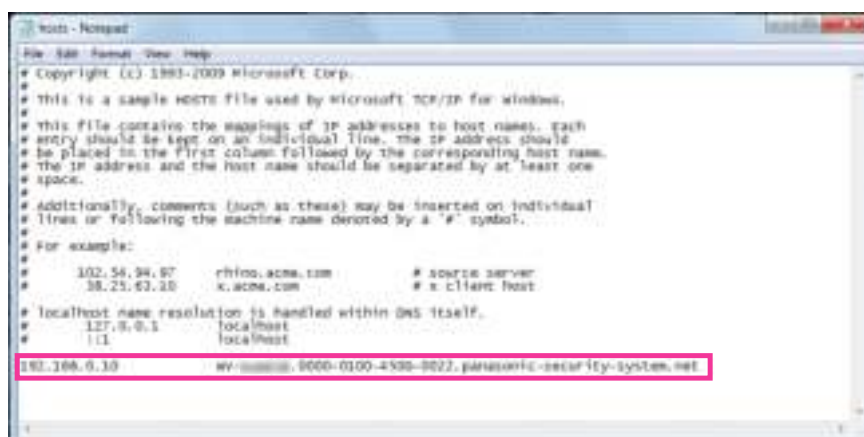 hosts - Notepad
File Edit Format View Help
# Copyright (c) 1993-2009 Microsoft Corp.
#
# This is a sample HOSTS file used by Microsoft TCP/IP for Windows.
#
# This file contains the mappings of IP addresses to host names. Each
# entry should be kept on an individual line. The IP address should
# be placed in the first column followed by the corresponding host name.
# The IP address and the host name should be separated by at least one
# space.
#
# Additionally, comments (such as these) may be inserted on individual
# lines or following the machine name denoted by a '#' symbol.
#
# For example:
#
# 102.54.94.97 rhino.acme.com # source server
# 38.25.63.10 x.acme.com # x client host
# localhost name resolution is handled within DNS itself.
# 127.0.0.1 localhost
# ::1 localhost
192.168.0.10 wv- .0000-0100-4500-0022.panasonic-security-system.net